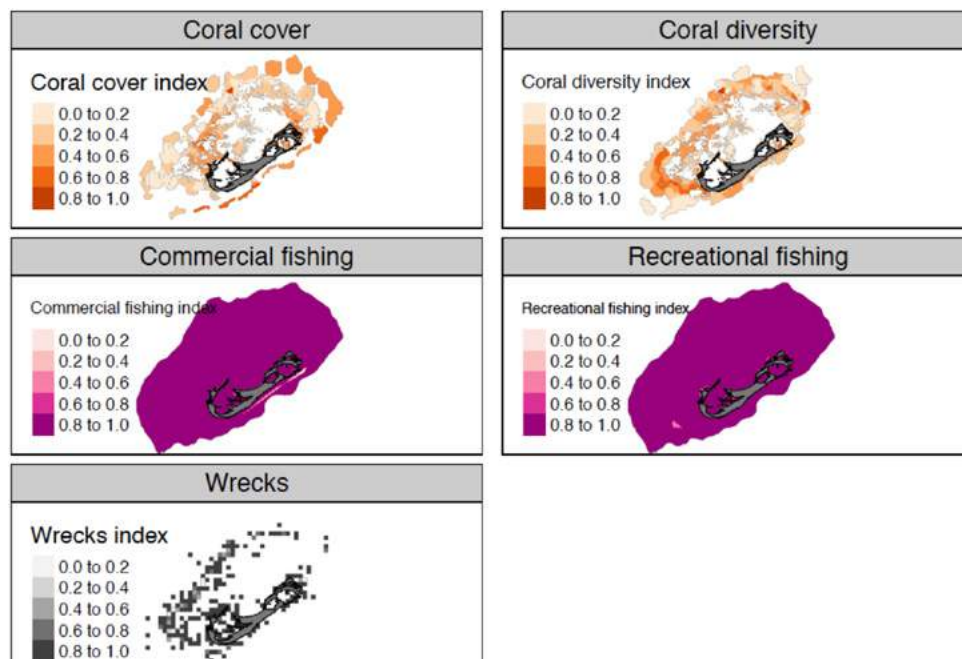 Coral cover
Coral cover index
0.0 to 0.2
0.2 to 0.4
0.4 to 0.6
0.6 to 0.8
0.8 to 1.0
Coral diversity
Coral diversity index
0.0 to 0.2
0.2 to 0.4
0.4 to 0.6
0.6 to 0.8
0.8 to 1.0
Commercial fishing
Commercial fishing index
0.0 to 0.2
0.2 to 0.4
0.4 to 0.6
0.6 to 0.8
0.8 to 1.0
Recreational fishing
Recreational fishing index
0.0 to 0.2
0.2 to 0.4
0.4 to 0.6
0.6 to 0.8
0.8 to 1.0
Wrecks
Wrecks index
0.0 to 0.2
0.2 to 0.4
0.4 to 0.6
0.6 to 0.8
0.8 to 1.0